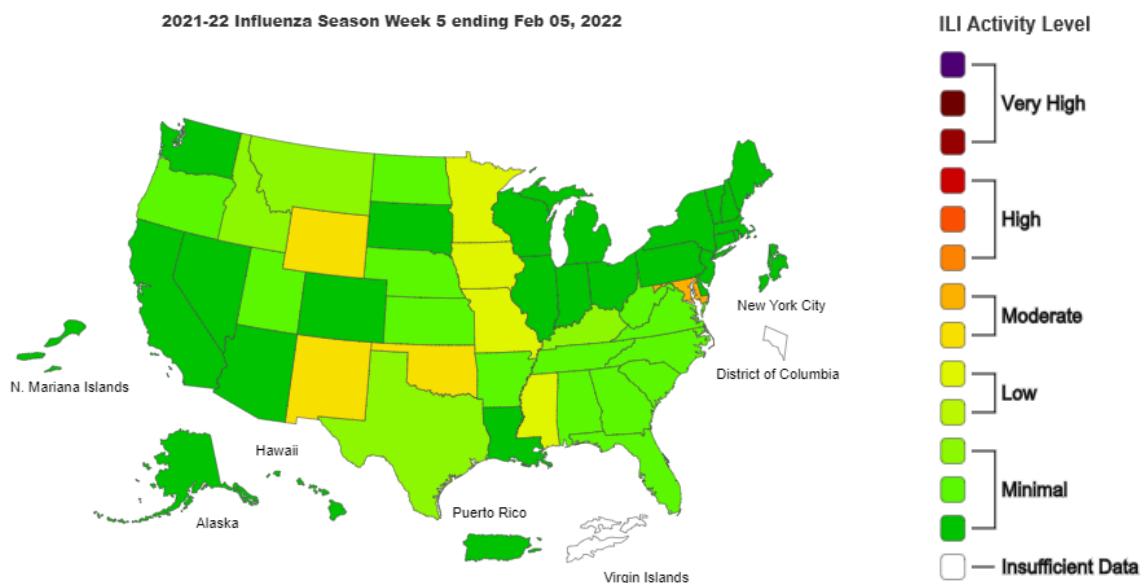 2021-22 Influenza Season Week 5 ending Feb 05, 2022
ILI Activity Level
Very High
High
Moderate
Low
Minimal
Insufficient Data
New York City
District of Columbia
N. Mariana Islands
Hawaii
Alaska
Puerto Rico
Virgin Islands